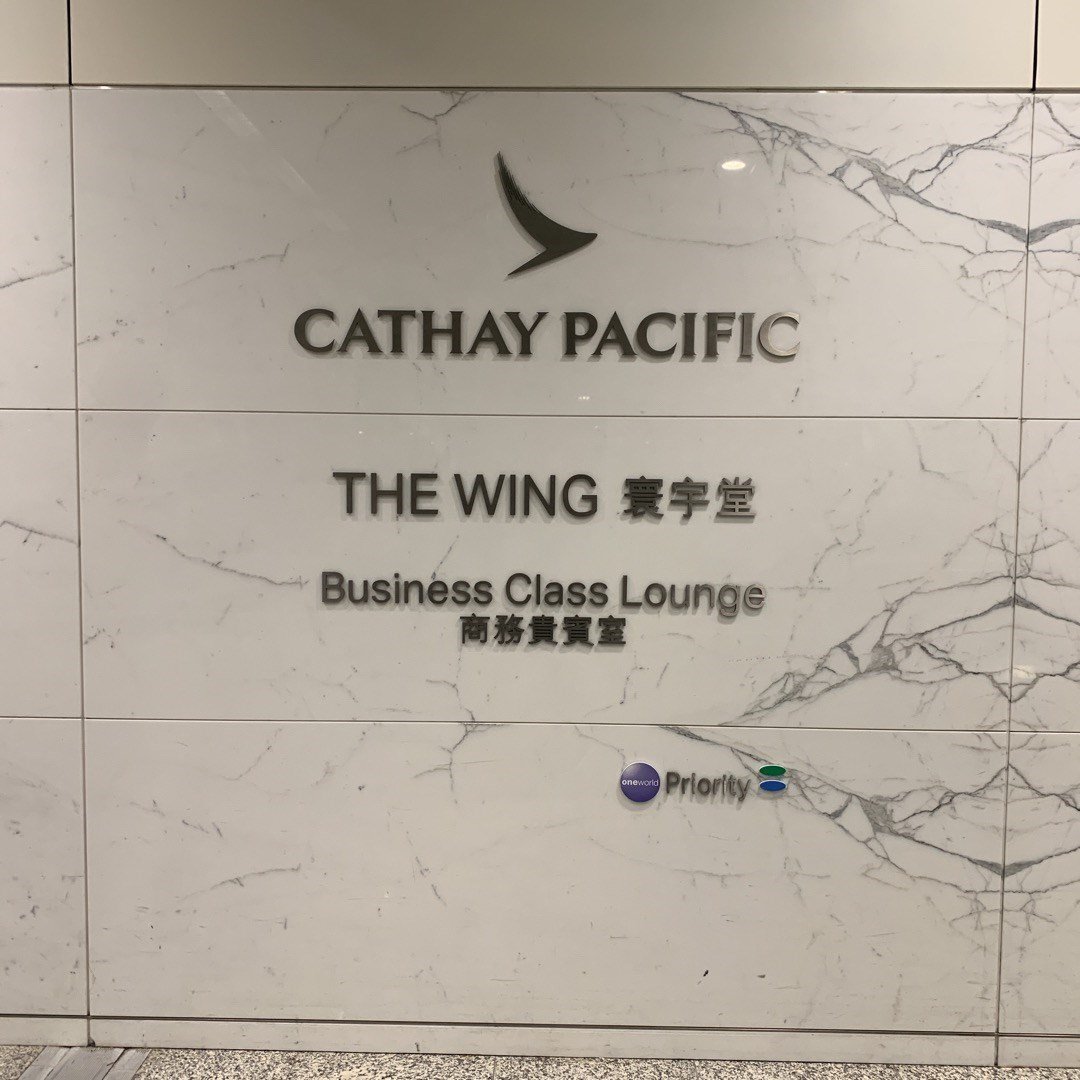 CATHAY PACIFIC
THE WING 寰宇堂
Business Class Lounge
商務貴賓室
oneworld Priority